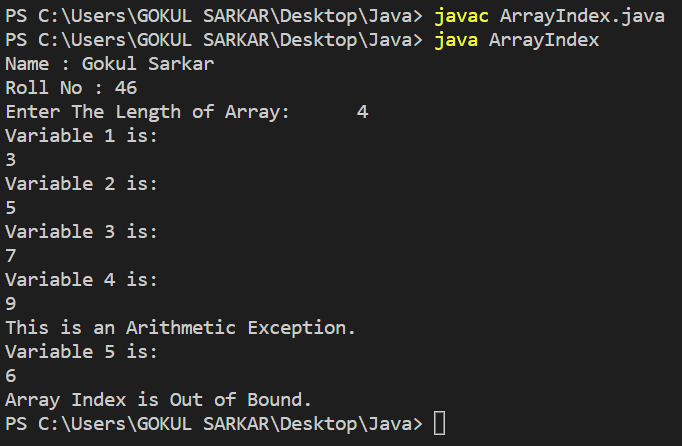 PS C:\Users\GOKUL SARKAR\Desktop\Java> javac ArrayIndex.java
PS C:\Users\GOKUL SARKAR\Desktop\Java> java ArrayIndex
Name : Gokul Sarkar
Roll No : 46
Enter The Length of Array:      4
Variable 1 is:
3
Variable 2 is:
5
Variable 3 is:
7
Variable 4 is:
9
This is an Arithmetic Exception.
Variable 5 is:
6
Array Index is Out of Bound.
PS C:\Users\GOKUL SARKAR\Desktop\Java>